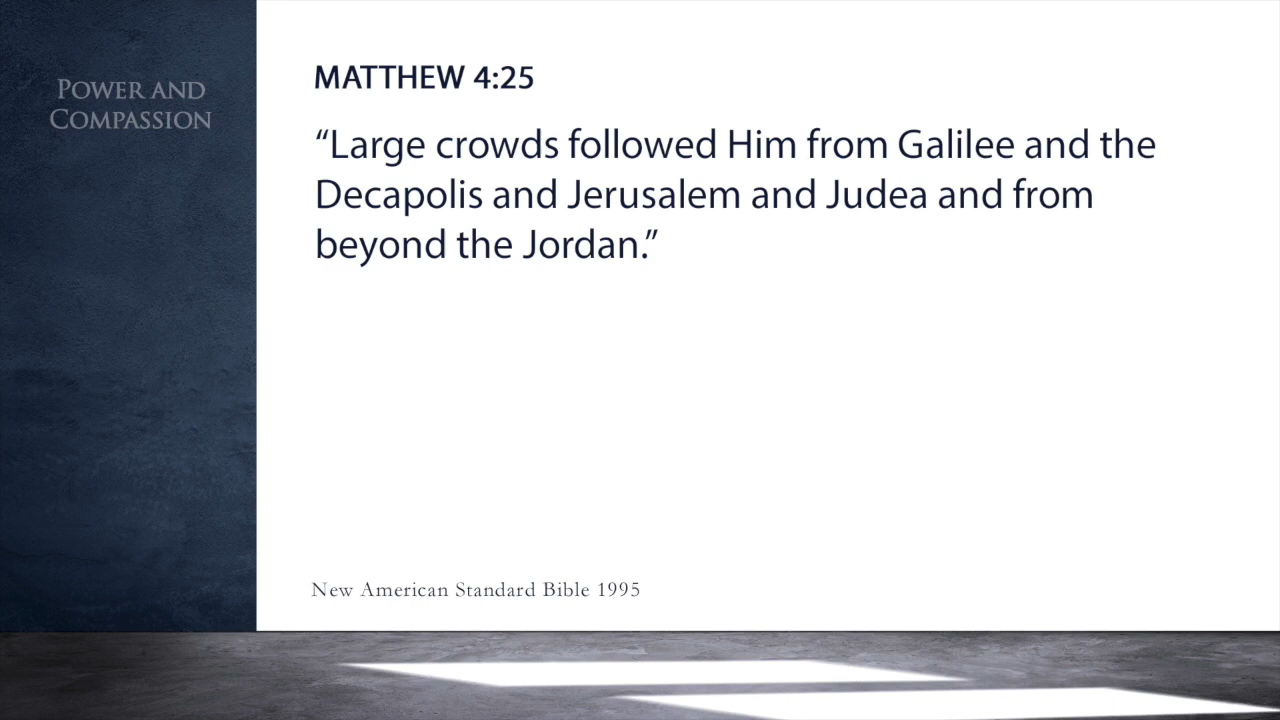 POWER AND
COMPASSION
MATTHEW 4:25
“Large crowds followed Him from Galilee and the
Decapolis and Jerusalem and Judea and from
beyond the Jordan.”
New American Standard Bible 1995